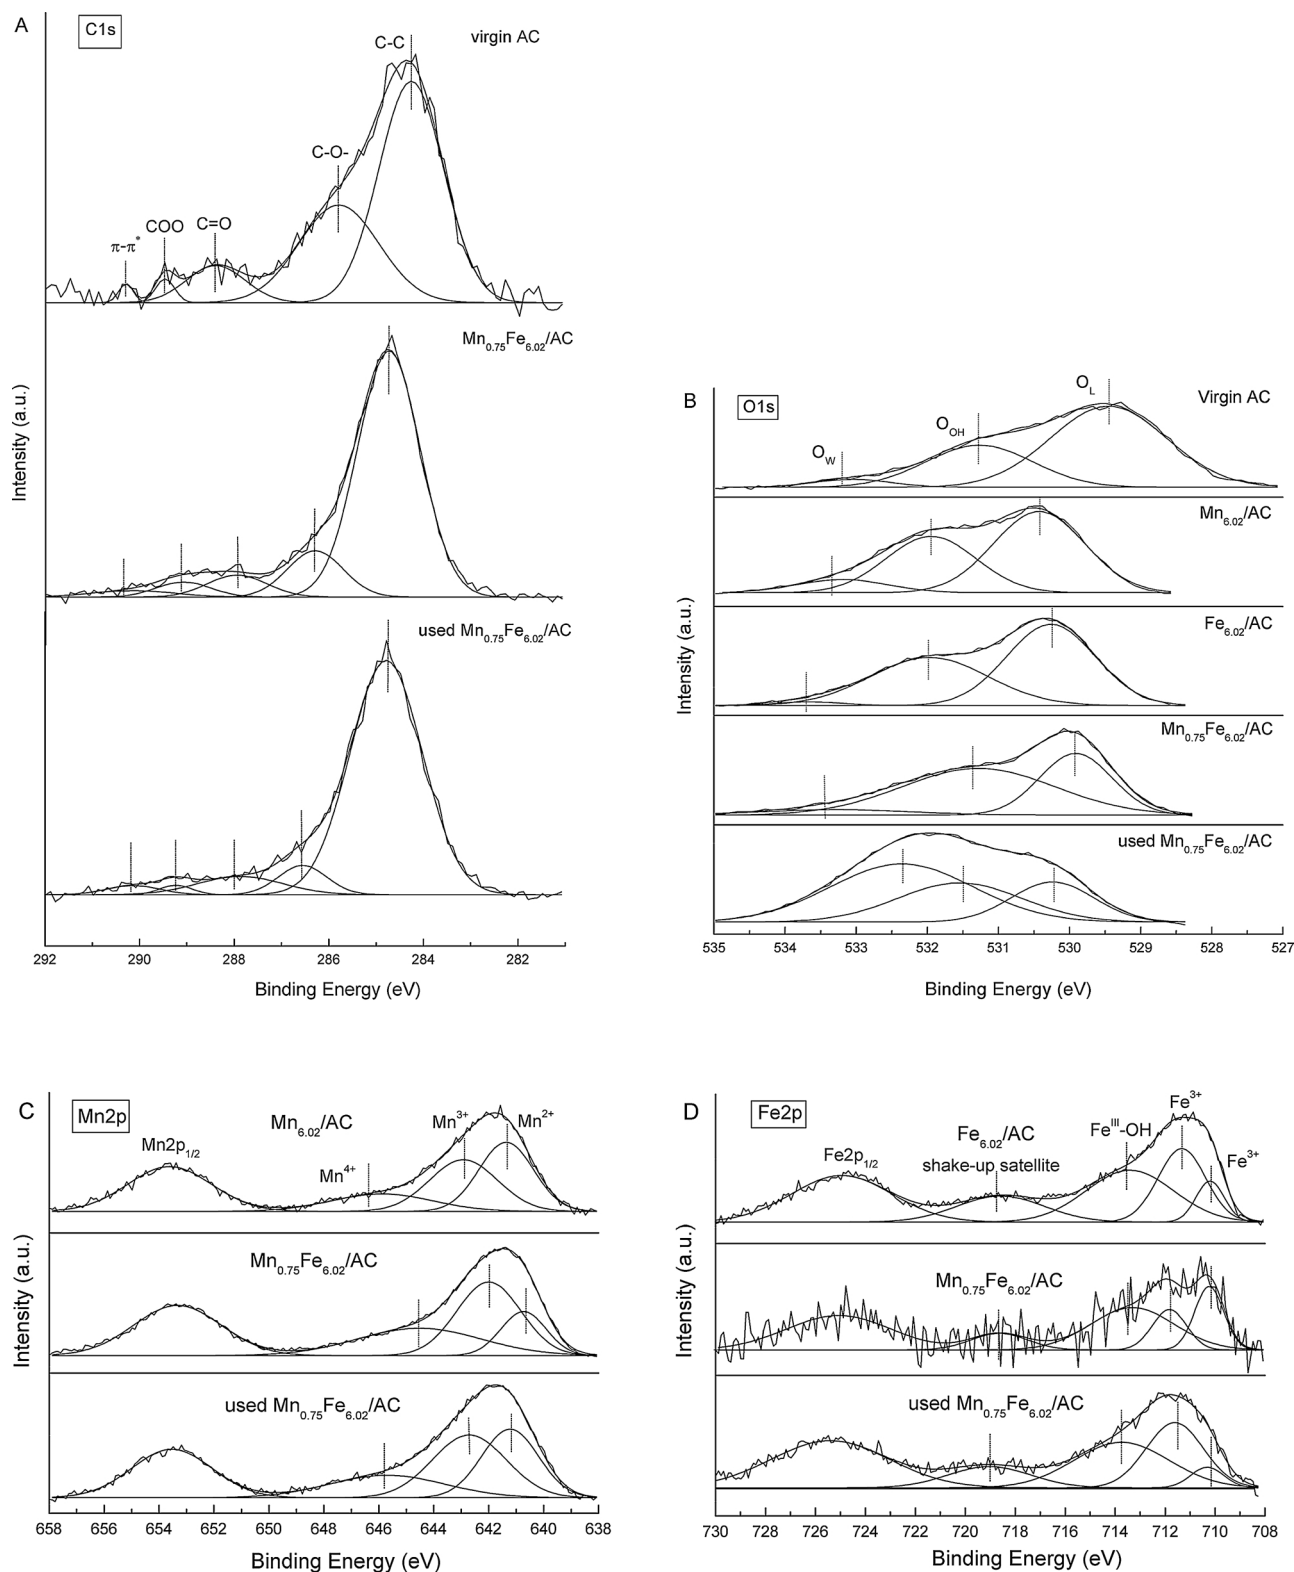 A
C1s
virgin AC
C-C
C-O-
C=O
COO
π-π*
Mn0.75Fe6.02/AC
used Mn0.75Fe6.02/AC
Intensity (a.u.)
292 290 288 286 284 282
Binding Energy (eV)
B
O1s
Virgin AC
OL
OOH
OW
Mn6.02/AC
Fe6.02/AC
Mn0.75Fe6.02/AC
used Mn0.75Fe6.02/AC
Intensity (a.u.)
535 534 533 532 531 530 529 528 527
Binding Energy (eV)
C
Mn2p
Mn6.02/AC
Mn2p1/2
Mn4+
Mn3+
Mn2+
Mn0.75Fe6.02/AC
used Mn0.75Fe6.02/AC
Intensity (a.u.)
658 656 654 652 650 648 646 644 642 640 638
Binding Energy (eV)
D
Fe2p
Fe3+
FeIII-OH
Fe6.02/AC
shake-up satellite
Fe2p1/2
Fe3+
Mn0.75Fe6.02/AC
used Mn0.75Fe6.02/AC
Intensity (a.u.)
730 728 726 724 722 720 718 716 714 712 710 708
Binding Energy (eV)